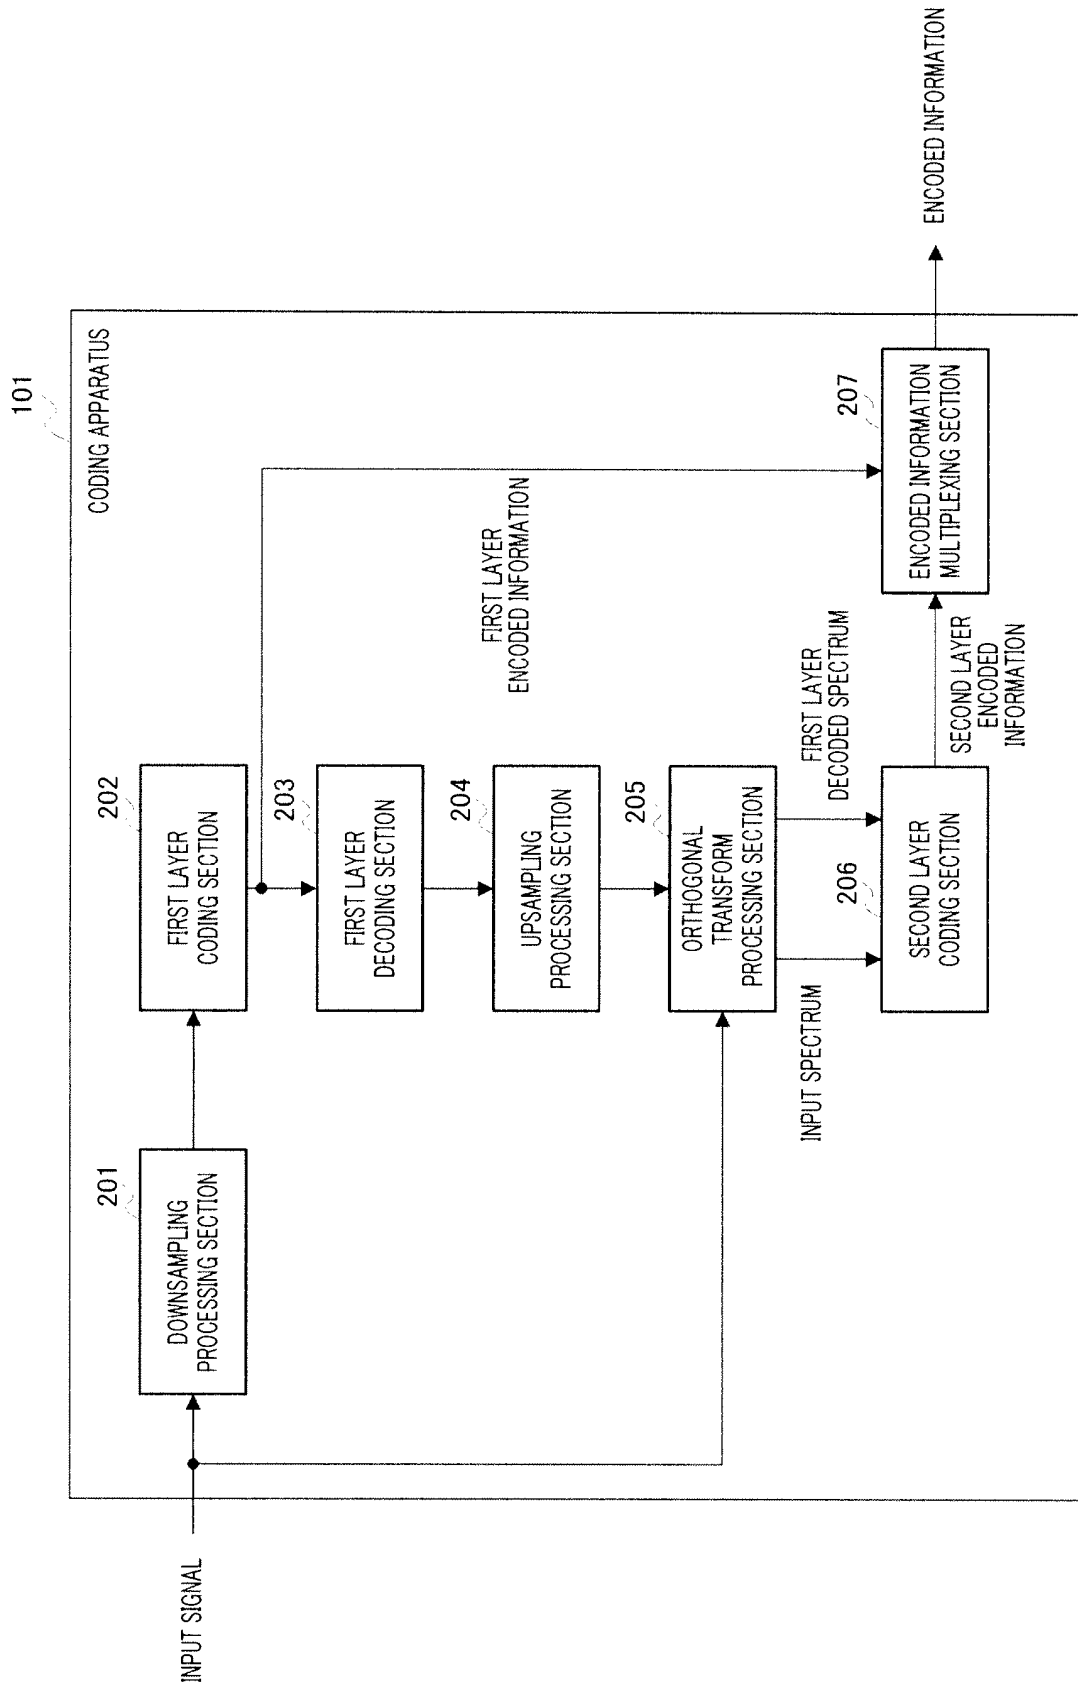 101
CODING APPARATUS
INPUT SIGNAL
201
DOWNSAMPLING
PROCESSING SECTION
202
FIRST LAYER
CODING SECTION
203
FIRST LAYER
DECODING SECTION
FIRST LAYER
ENCODED INFORMATION
204
UPSAMPLING
PROCESSING SECTION
205
ORTHOGONAL
TRANSFORM
PROCESSING SECTION
INPUT SPECTRUM
FIRST LAYER
DECODED SPECTRUM
206
SECOND LAYER
CODING SECTION
SECOND LAYER
ENCODED
INFORMATION
207
ENCODED INFORMATION
MULTIPLEXING SECTION
ENCODED INFORMATION